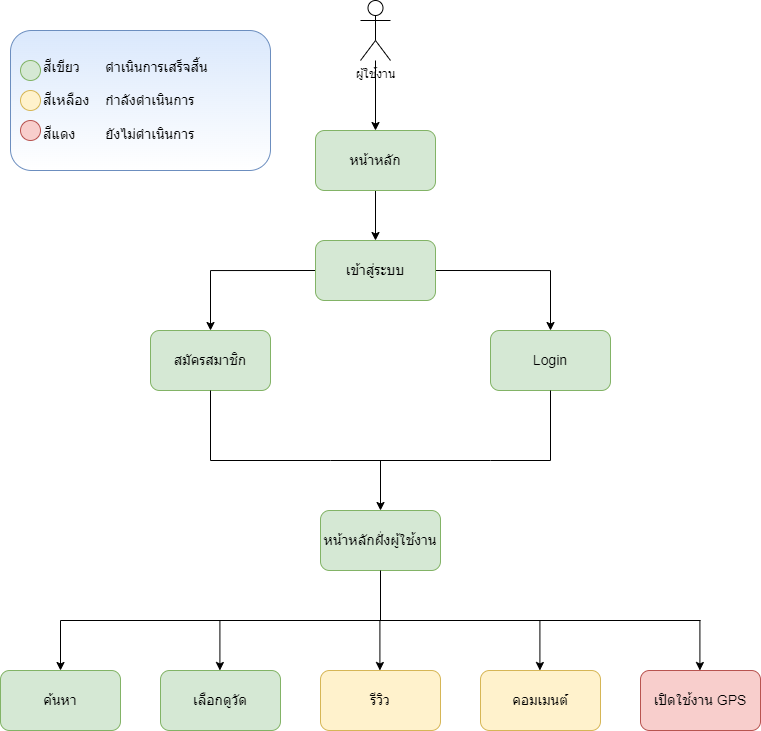 ผู้ใช้งาน
สีเขียว ดำเนินการเสร็จสิ้น
สีเหลือง กำลังดำเนินการ
สีแดง ยังไม่ดำเนินการ
หน้าหลัก
เข้าสู่ระบบ
สมัครสมาชิก
Login
หน้าหลักฝั่งผู้ใช้งาน
ค้นหา
เลือกดูวัด
รีวิว
คอมเมนต์
เปิดใช้งาน GPS